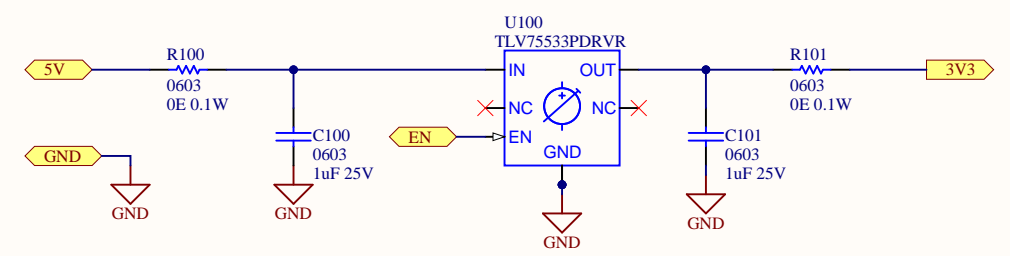 U100
TLV75533PDRVR
5V
R100
0603
0E 0.1W
IN
OUT
R101
0603
0E 0.1W
3V3
NC
NC
EN
EN
GND
C100
0603
1uF 25V
C101
0603
1uF 25V
GND
GND
GND
GND
GND